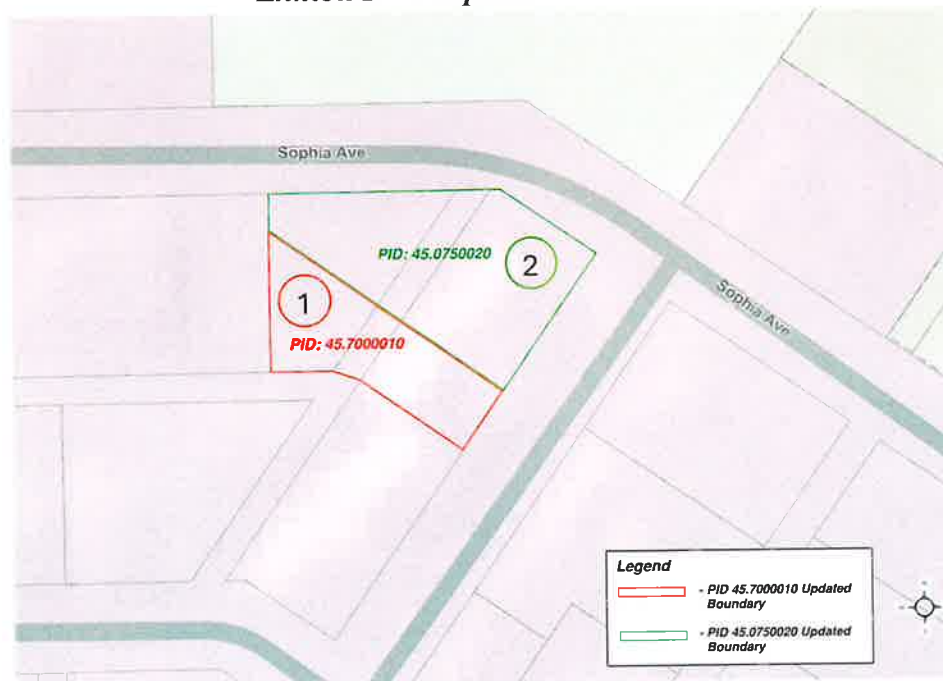 Sophia Ave
PID: 45.0750020
2
1
PID: 45.7000010
Sophia Ave
Legend
- PID 45.7000010 Updated
Boundary
- PID 45.0750020 Updated
Boundary